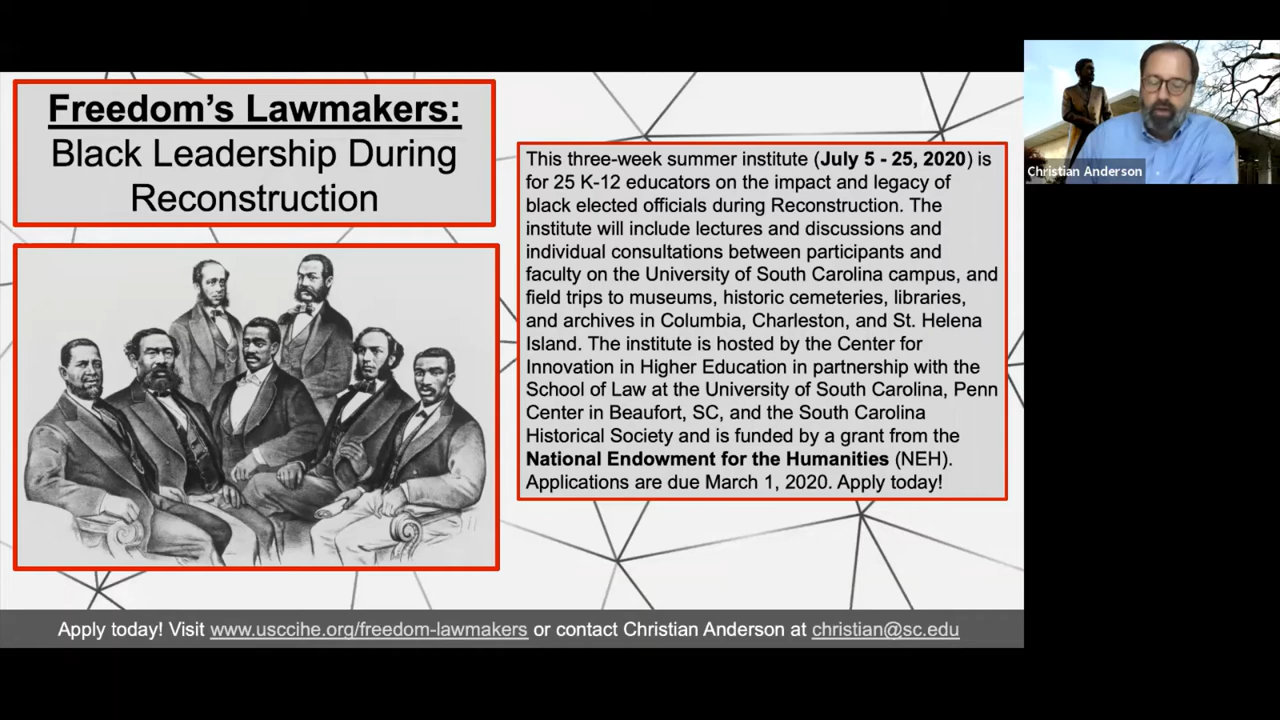 Freedom’s Lawmakers:
Black Leadership During
Reconstruction
This three-week summer institute (July 5 - 25, 2020) is
for 25 K-12 educators on the impact and legacy of
black elected officials during Reconstruction. The
institute will include lectures and discussions and
individual consultations between participants and
faculty on the University of South Carolina campus, and
field trips to museums, historic cemeteries, libraries,
and archives in Columbia, Charleston, and St. Helena
Island. The institute is hosted by the Center for
Innovation in Higher Education in partnership with the
School of Law at the University of South Carolina, Penn
Center in Beaufort, SC, and the South Carolina
Historical Society and is funded by a grant from the
National Endowment for the Humanities (NEH).
Applications are due March 1, 2020. Apply today!
Apply today! Visit www.usccihe.org/freedom-lawmakers or contact Christian Anderson at christian@sc.edu
Christian Anderson